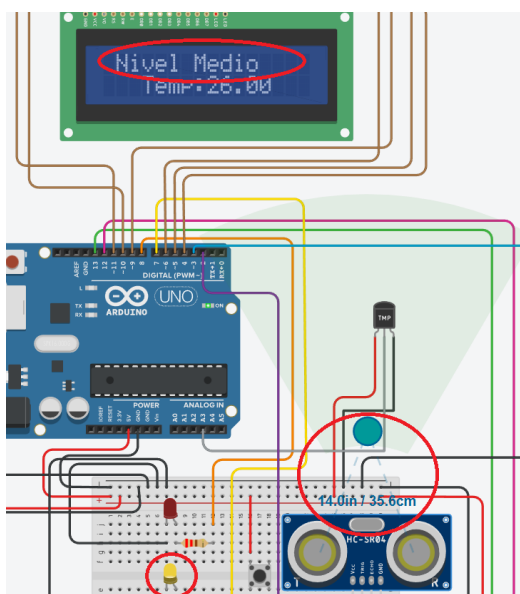 Nivel Medio
Temp:26.00
AREF
GND
13
12
~11
~10
~9
8
7
~6
~5
4
~3
2
TX→1
RX←0
DIGITAL (PWM ~)
L
TX
RX
ARDUINO
UNO
ON
TMP
POWER
ANALOG IN
IOREF
RESET
3.3V
5V
GND
GND
Vin
A0
A1
A2
A3
A4
A5
14.0in / 35.6cm
HC-SR04
Vcc
TRIG
ECHO
GND
T
R
j
i
h
g
f
e